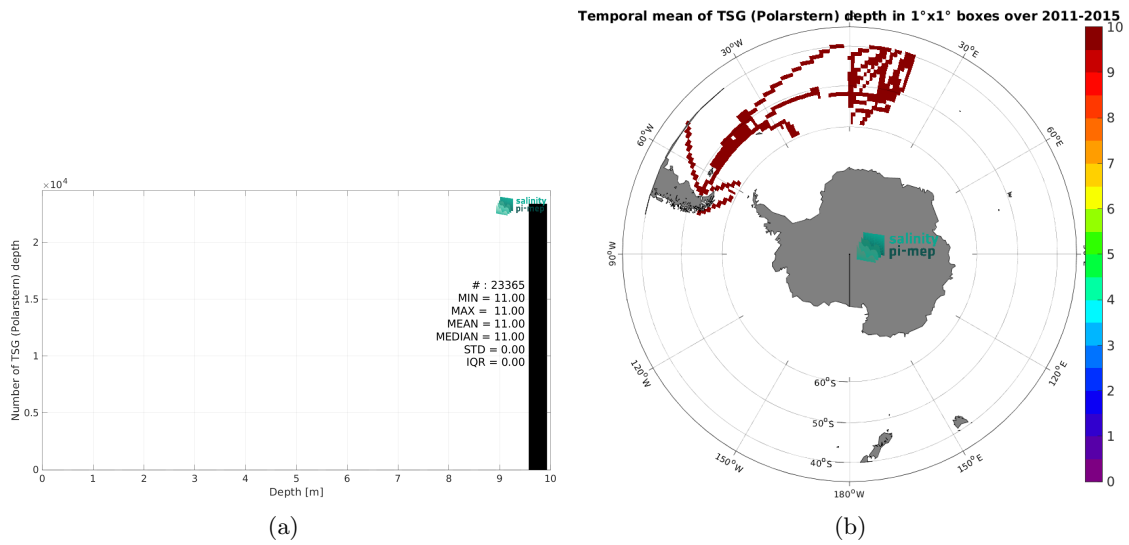 ×10⁴
2
1.5
1
0.5
0
Number of TSG (Polarstern) depth
salinity
pi-mep
# : 23365
MIN = 11.00
MAX = 11.00
MEAN = 11.00
MEDIAN = 11.00
STD = 0.00
IQR = 0.00
0 1 2 3 4 5 6 7 8 9 10
Depth [m]
(a)
Temporal mean of TSG (Polarstern) depth in 1°x1° boxes over 2011-2015
30°W
30°E
60°W
60°E
90°W
120°W
120°E
150°W
150°E
180°W
60°S
50°S
40°S
salinity
pi-mep
10
9
8
7
6
5
4
3
2
1
0
(b)